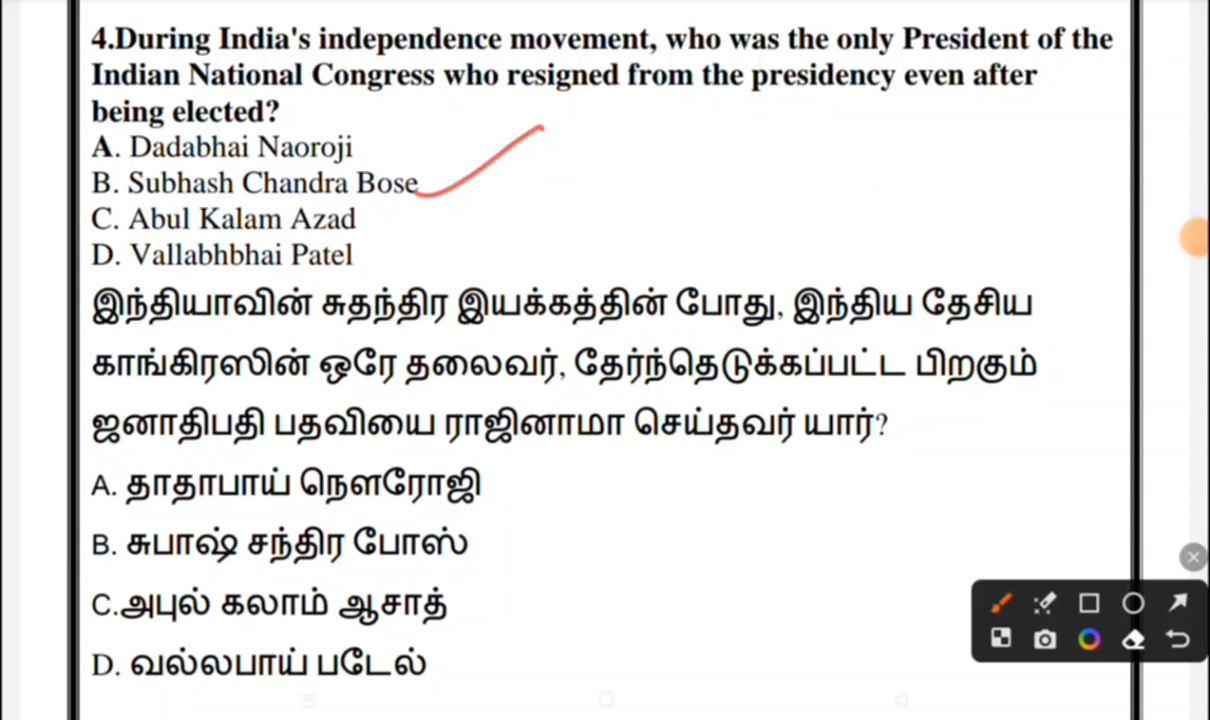 4.During India's independence movement, who was the only President of the
Indian National Congress who resigned from the presidency even after
being elected?
A. Dadabhai Naoroji
B. Subhash Chandra Bose
C. Abul Kalam Azad
D. Vallabhbhai Patel
இந்தியாவின் சுதந்திர இயக்கத்தின் போது, இந்திய தேசிய
காங்கிரஸின் ஒரே தலைவர், தேர்ந்தெடுக்கப்பட்ட பிறகும்
ஜனாதிபதி பதவியை ராஜினாமா செய்தவர் யார்?
A. தாதாபாய் நௌரோஜி
B. சுபாஷ் சந்திர போஸ்
C.அபுல் கலாம் ஆசாத்
D. வல்லபாய் படேல்